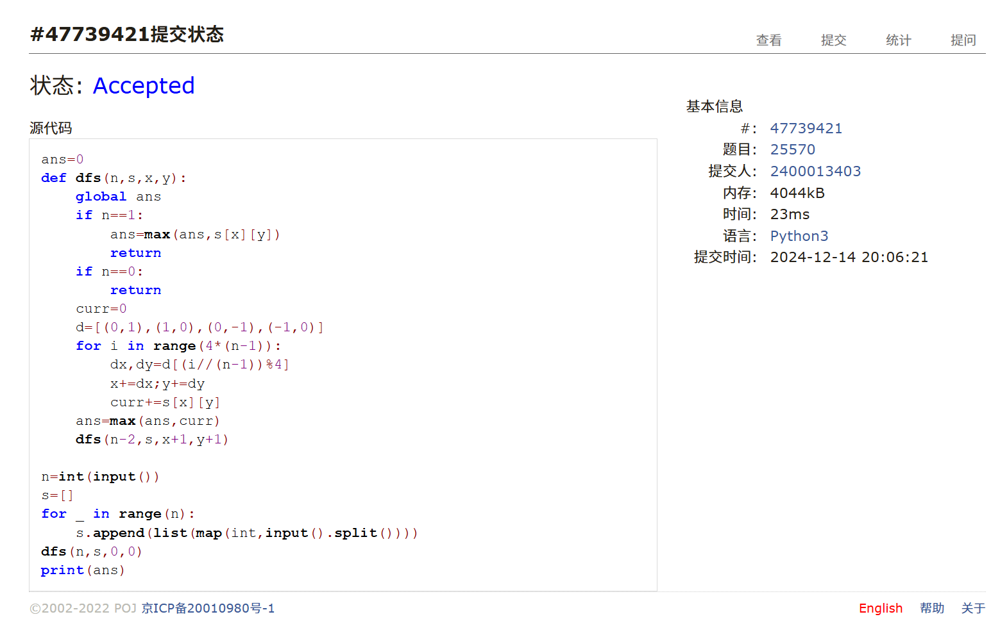 #47739421提交状态
查看 提交 统计 提问
状态: Accepted
源代码
ans=0
def dfs(n,s,x,y):
    global ans
    if n==1:
        ans=max(ans,s[x][y])
        return
    if n==0:
        return
    curr=0
    d=[(0,1),(1,0),(0,-1),(-1,0)]
    for i in range(4*(n-1)):
        dx,dy=d[(i//(n-1))%4]
        x+=dx;y+=dy
        curr+=s[x][y]
    ans=max(ans,curr)
    dfs(n-2,s,x+1,y+1)

n=int(input())
s=[]
for _ in range(n):
    s.append(list(map(int,input().split())))
dfs(n,s,0,0)
print(ans)
基本信息
#: 47739421
题目: 25570
提交人: 2400013403
内存: 4044kB
时间: 23ms
语言: Python3
提交时间: 2024-12-14 20:06:21
©2002-2022 POJ 京ICP备20010980号-1
English 帮助 关于